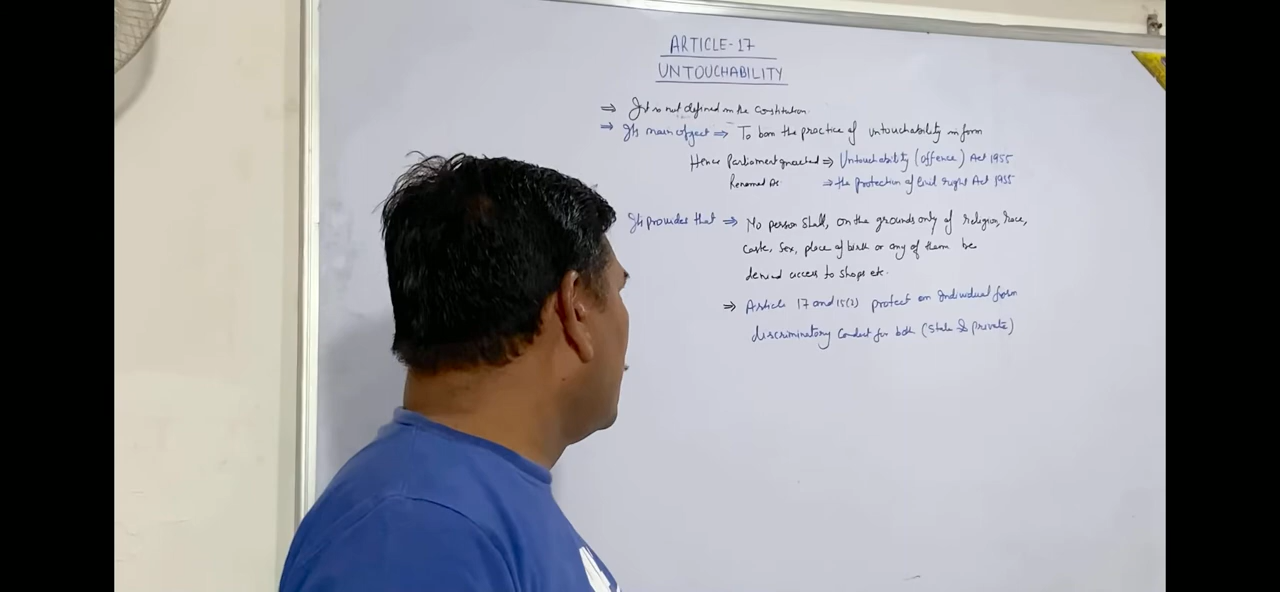 ARTICLE-17
UNTOUCHABILITY
⇒ It is not defined in the Constitution.
⇒ Its main object ⇒ To ban the practice of untouchability in form
Hence Parliament enacted ⇒ Untouchability (offence) Act 1955
Renamed As ⇒ the protection of Civil right Act 1955
Its provides that ⇒ No person shall, on the grounds only of religion, race,
caste, sex, place of birth or any of them be
denied access to shops etc.
⇒ Article 17 and 15(2) protect an Individual from
discriminatory conduct for both (State & private)